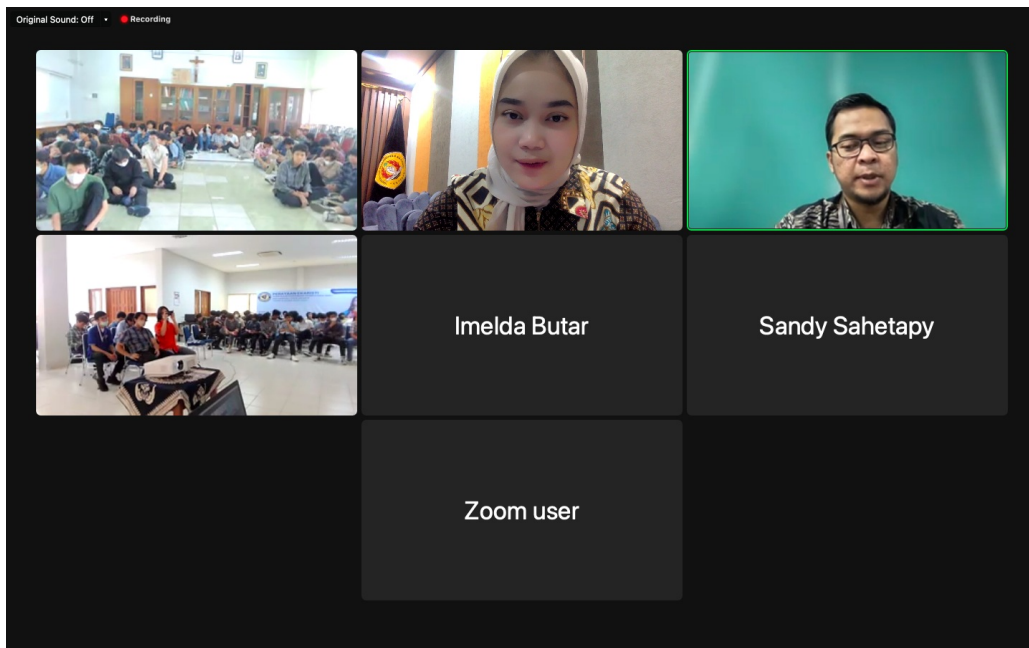 Original Sound: Off
Recording
Imelda Butar
Sandy Sahetapy
Zoom user